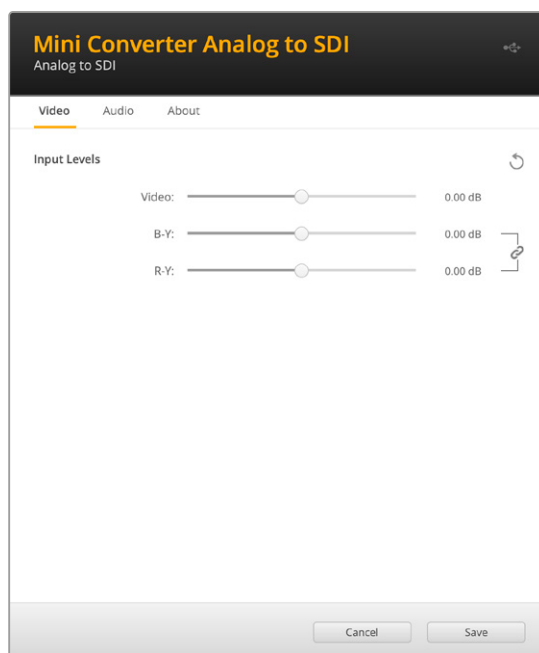 Mini Converter Analog to SDI
Analog to SDI
Video Audio About
Input Levels
Video: 0.00 dB
B-Y: 0.00 dB
R-Y: 0.00 dB
Cancel Save